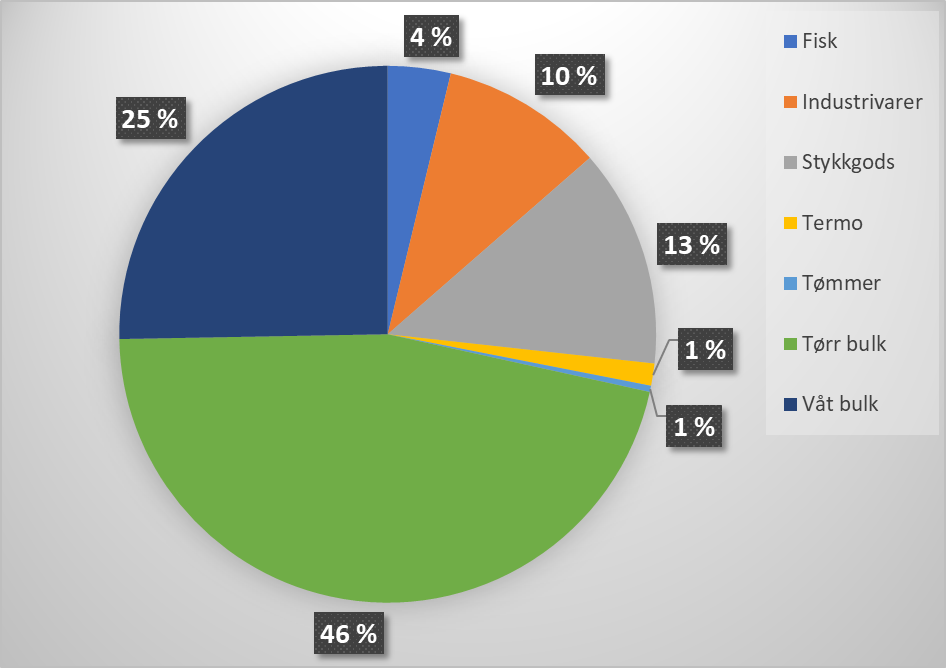 4 %
10 %
13 %
1 %
1 %
46 %
25 %
Fisk
Industrivarer
Stykkgods
Termo
Tømmer
Tørr bulk
Våt bulk